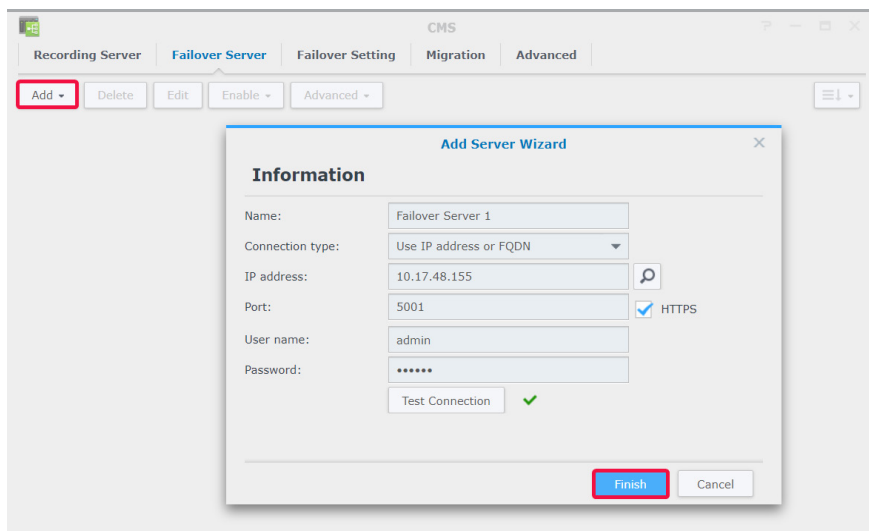 CMS
Recording Server Failover Server Failover Setting Migration Advanced
Add Delete Edit Enable Advanced
Add Server Wizard
Information
Name: Failover Server 1
Connection type: Use IP address or FQDN
IP address: 10.17.48.155
Port: 5001 HTTPS
User name: admin
Password: ••••••
Test Connection
Finish Cancel